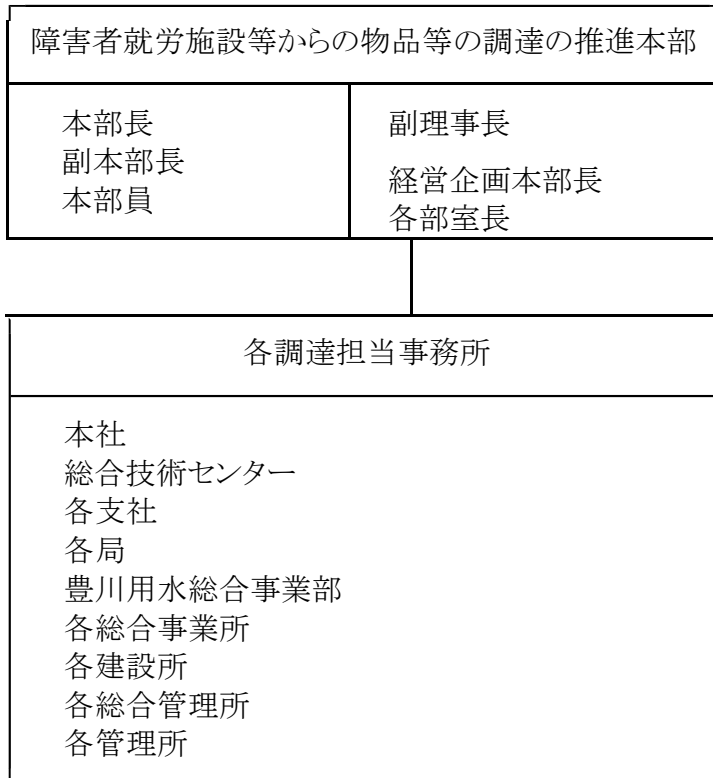 障害者就労施設等からの物品等の調達の推進本部
本部長
副本部長
本部員
副理事長
経営企画本部長
各部室長
各調達担当事務所
本社
総合技術センター
各支社
各局
豊川用水総合事業部
各総合事業所
各建設所
各総合管理所
各管理所